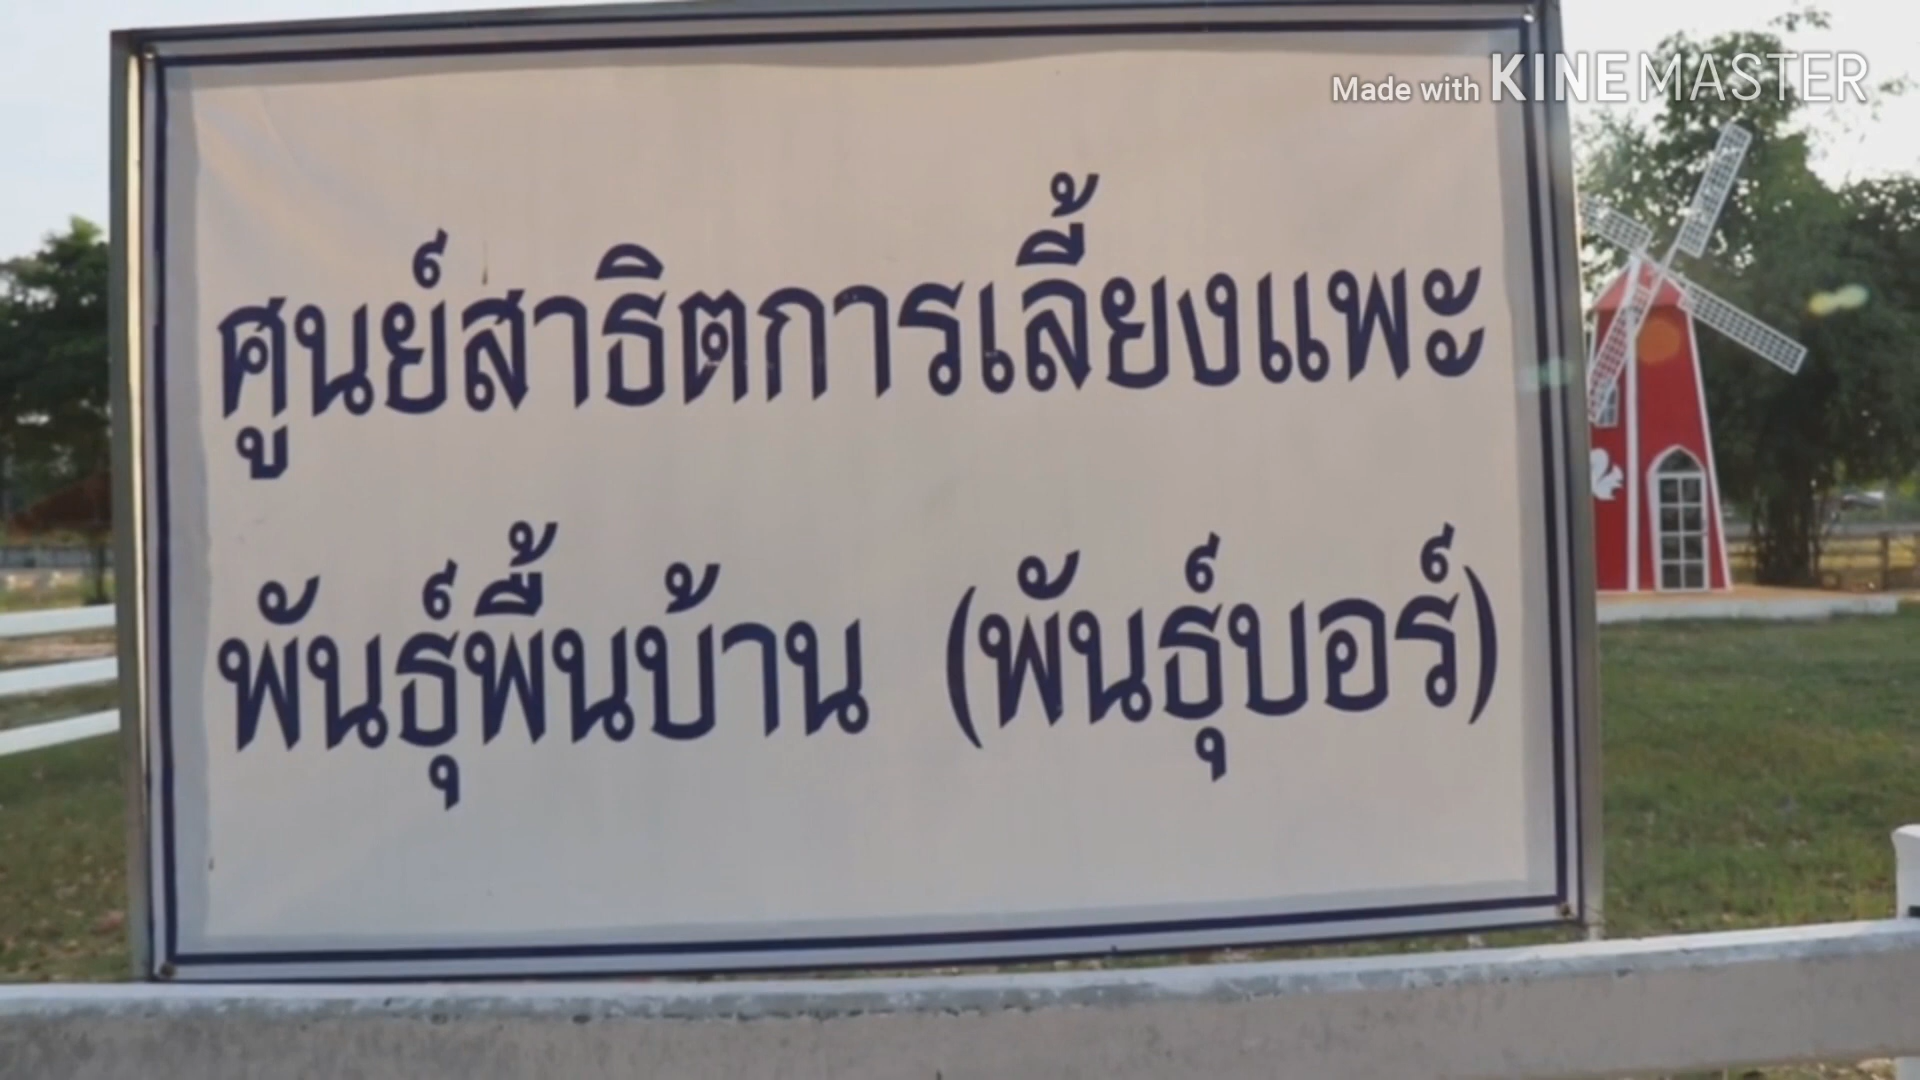 Made with KINEMASTER
ศูนย์สาธิตการเลี้ยงแพะ
พันธุ์พื้นบ้าน (พันธุ์บอร์)